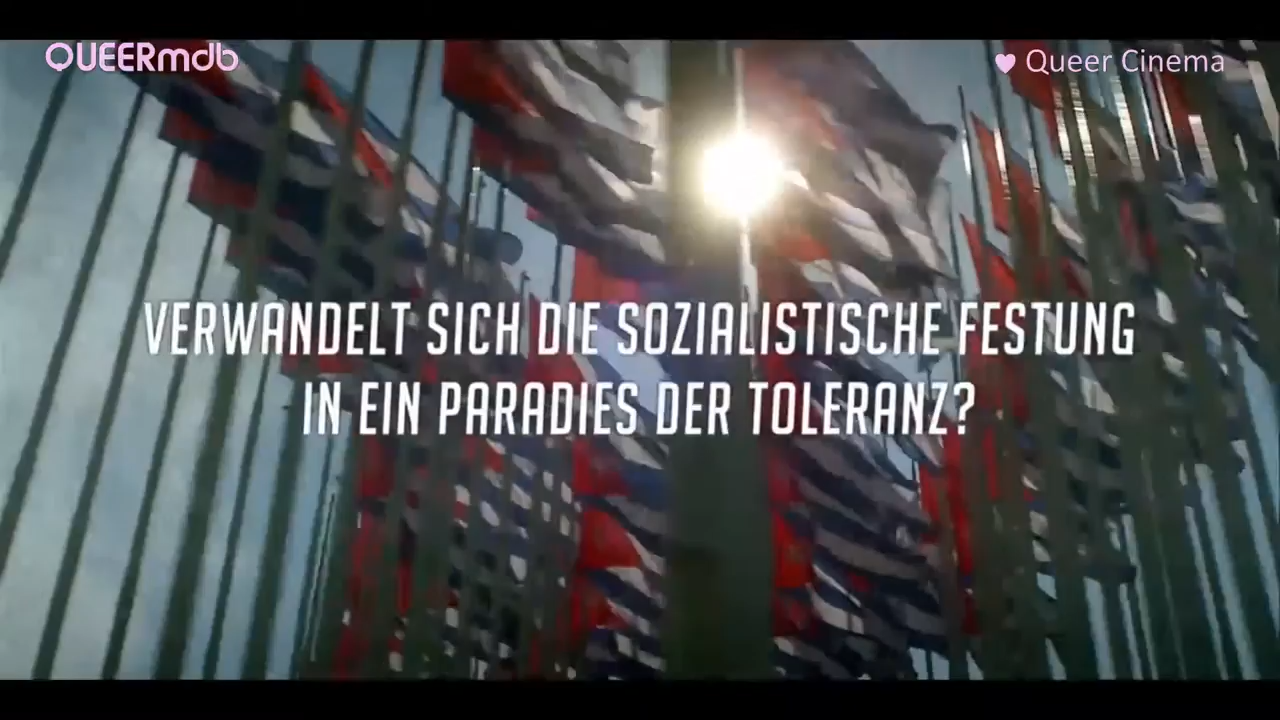 QUEERmdb
♥ Queer Cinema
VERWANDELT SICH DIE SOZIALISTISCHE FESTUNG
IN EIN PARADIES DER TOLERANZ?